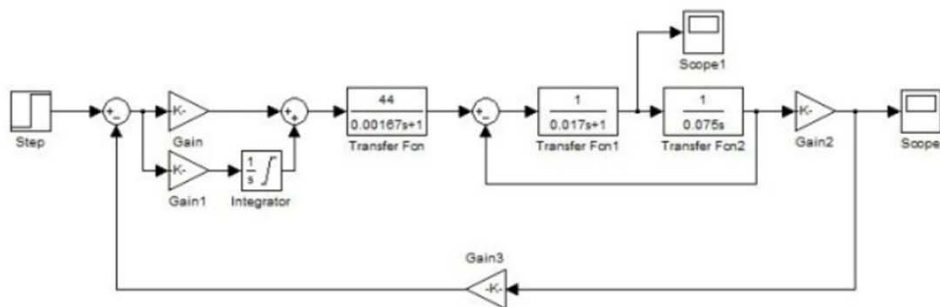 Step
+
-
-K-
Gain
-K-
Gain1
1
s
Integrator
+
+
44
0.00167s+1
Transfer Fcn
+
-
1
0.017s+1
Transfer Fcn1
Scope1
1
0.075s
Transfer Fcn2
-K-
Gain2
Scope
Gain3
-K-